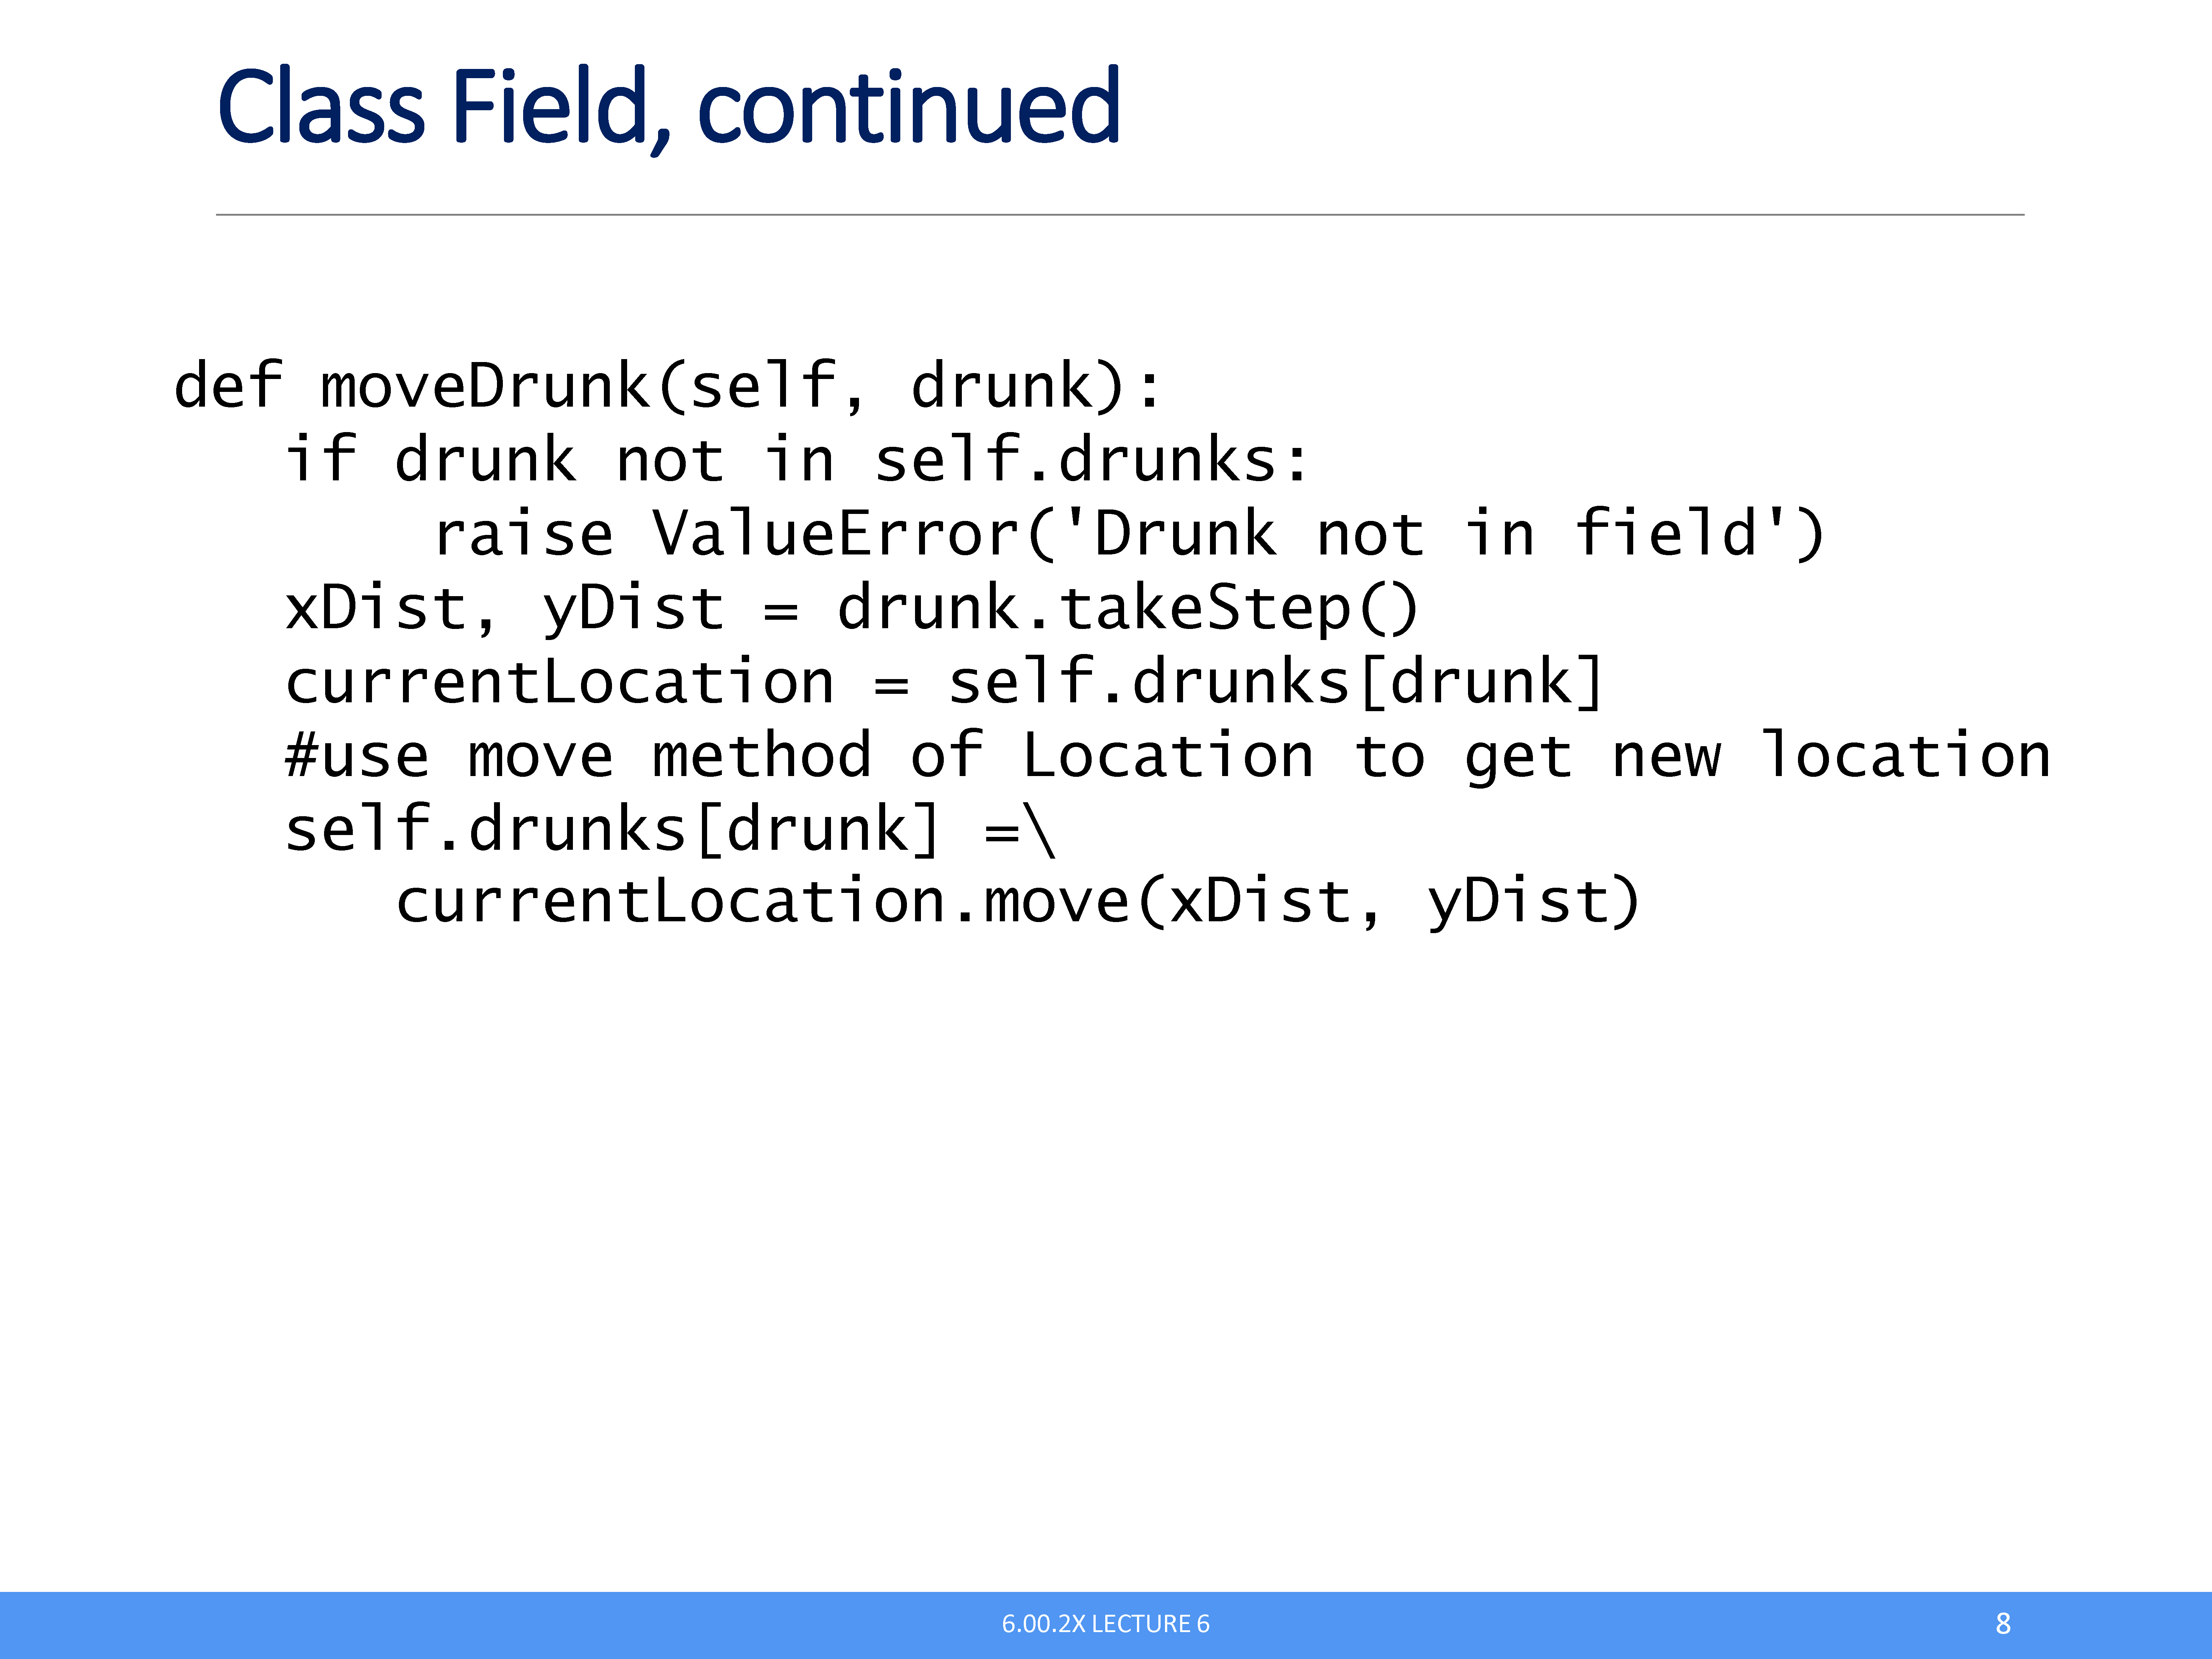 Class Field, continued
def moveDrunk(self, drunk):
if drunk not in self.drunks:
raise ValueError('Drunk not in field')
xDist, yDist = drunk.takeStep()
currentLocation = self.drunks[drunk]
#use move method of Location to get new location
self.drunks[drunk] =\
currentLocation.move(xDist, yDist)
6.00.2X LECTURE 6
8